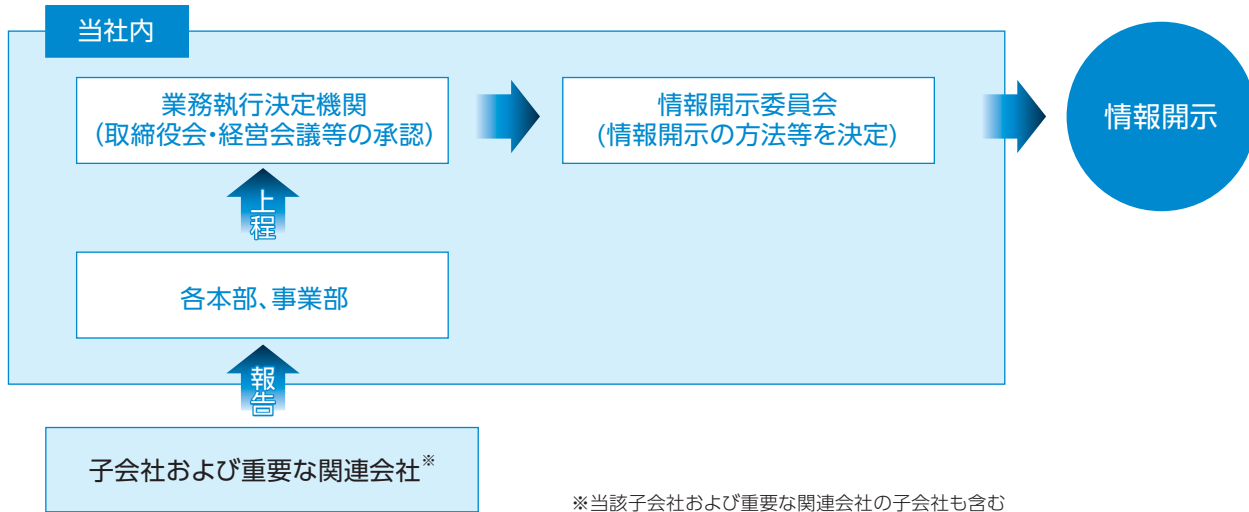 当社内
業務執行決定機関
(取締役会・経営会議等の承認)
情報開示委員会
(情報開示の方法等を決定)
情報開示
上程
各本部、事業部
報告
子会社および重要な関連会社※
※当該子会社および重要な関連会社の子会社も含む